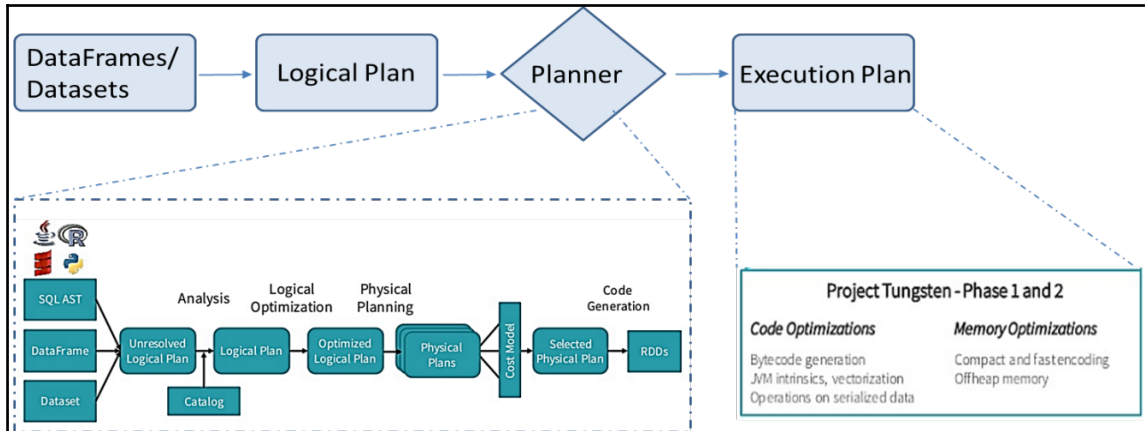 DataFrames/
Datasets
Logical Plan
Planner
Execution Plan
R
SQL AST
DataFrame
Dataset
Analysis
Unresolved
Logical Plan
Catalog
Logical Plan
Logical
Optimization
Optimized
Logical Plan
Physical
Planning
Physical
Plans
Cost Model
Selected
Physical Plan
Code
Generation
RDDs
Project Tungsten - Phase 1 and 2
Code Optimizations
Bytecode generation
JVM intrinsics, vectorization
Operations on serialized data
Memory Optimizations
Compact and fast encoding
Offheap memory